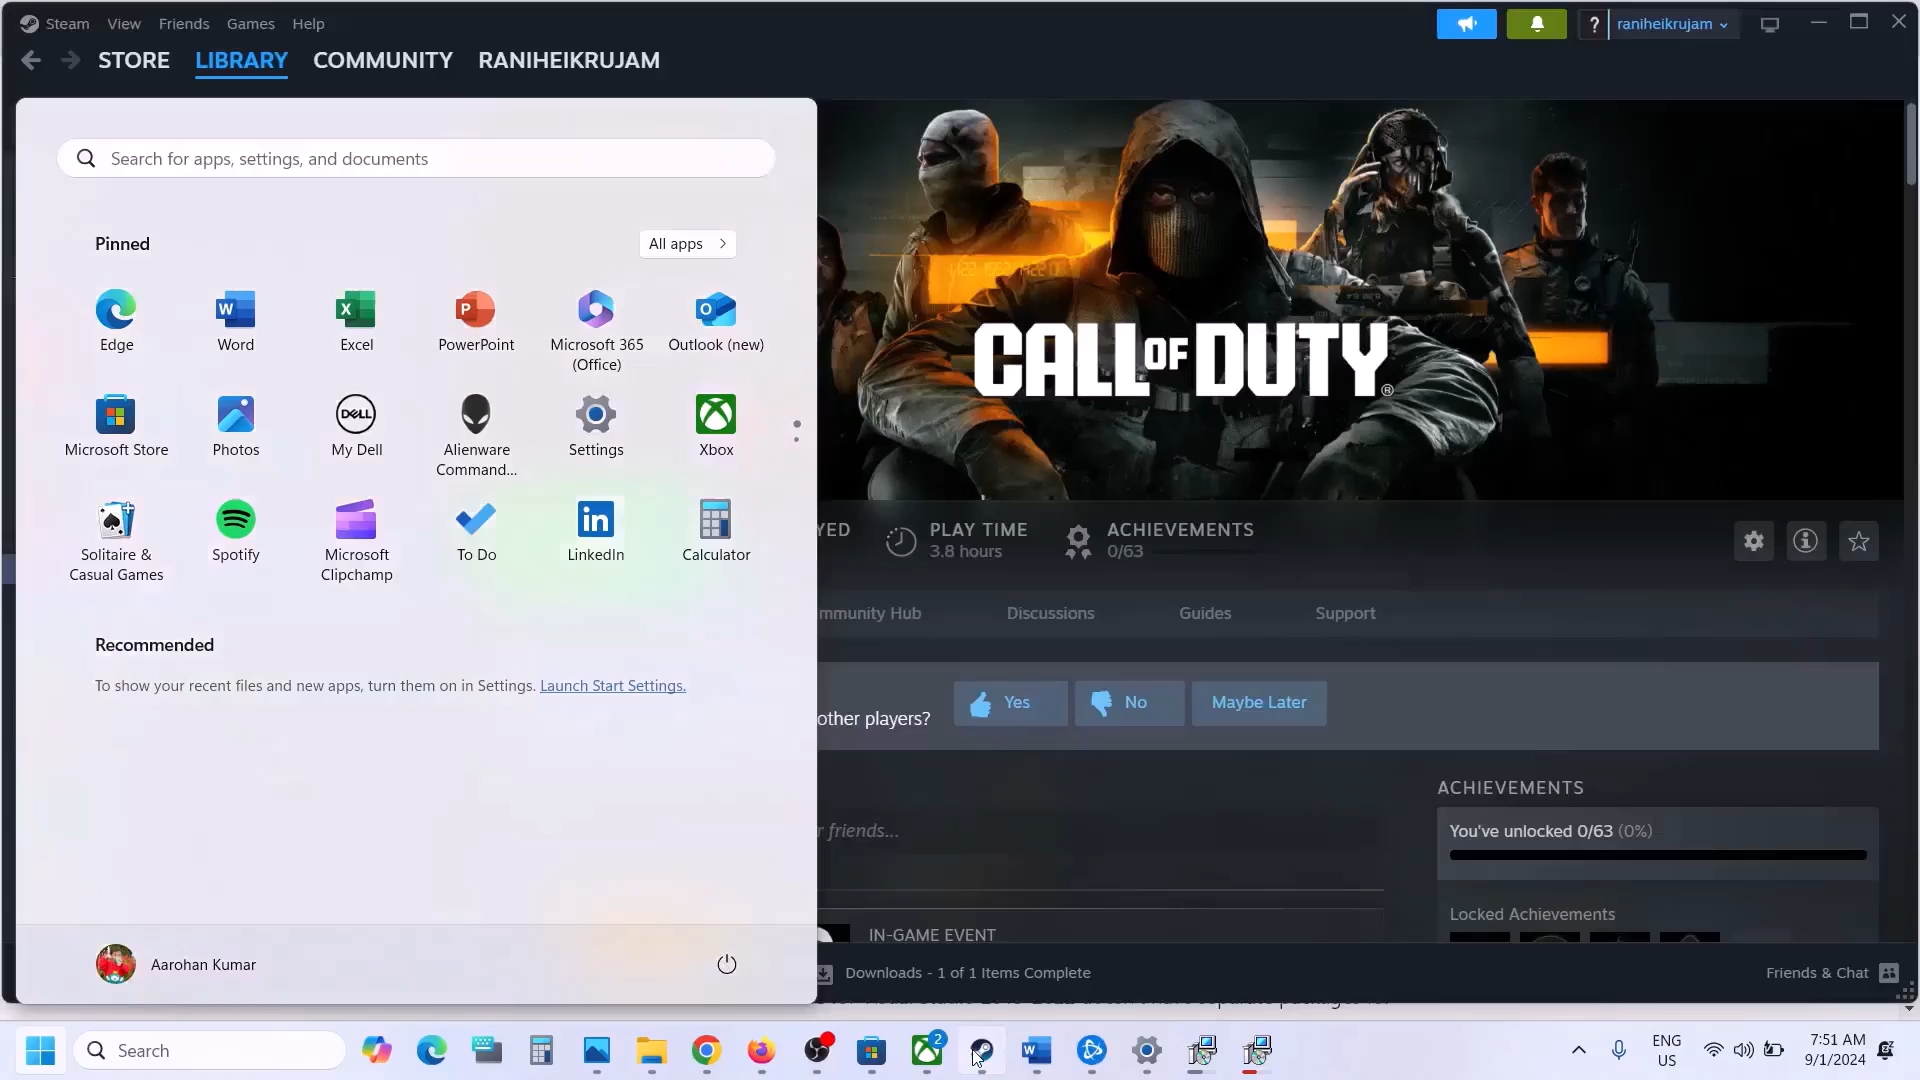 Steam View Friends Games Help
? raniheikrujam
STORE LIBRARY COMMUNITY RANIHEIKRUJAM
Search for apps, settings, and documents
Pinned
All apps
Edge
Word
Excel
PowerPoint
Microsoft 365
(Office)
Outlook (new)
Microsoft Store
Photos
My Dell
Alienware
Command...
Settings
Xbox
Solitaire &
Casual Games
Spotify
Microsoft
Clipchamp
To Do
LinkedIn
Calculator
Recommended
To show your recent files and new apps, turn them on in Settings. Launch Start Settings.
Aarohan Kumar
CALL OF DUTY®
YED
PLAY TIME
3.8 hours
ACHIEVEMENTS
0/63
mmunity Hub Discussions Guides Support
other players?
Yes
No
Maybe Later
ACHIEVEMENTS
You've unlocked 0/63 (0%)
r friends...
Locked Achievements
IN-GAME EVENT
Downloads - 1 of 1 Items Complete
Friends & Chat
Search
2
ENG
US
7:51 AM
9/1/2024